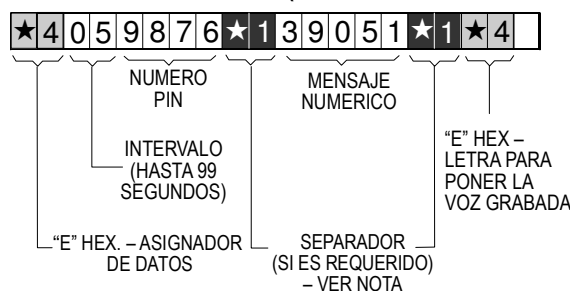 ★4059876★139051★1★4
NUMERO
PIN
MENSAJE
NUMERICO
INTERVALO
(HASTA 99
SEGUNDOS)
"E" HEX –
LETRA PARA
PONER LA
VOZ GRABADA
"E" HEX. – ASIGNADOR
DE DATOS
SEPARADOR
(SI ES REQUERIDO)
– VER NOTA